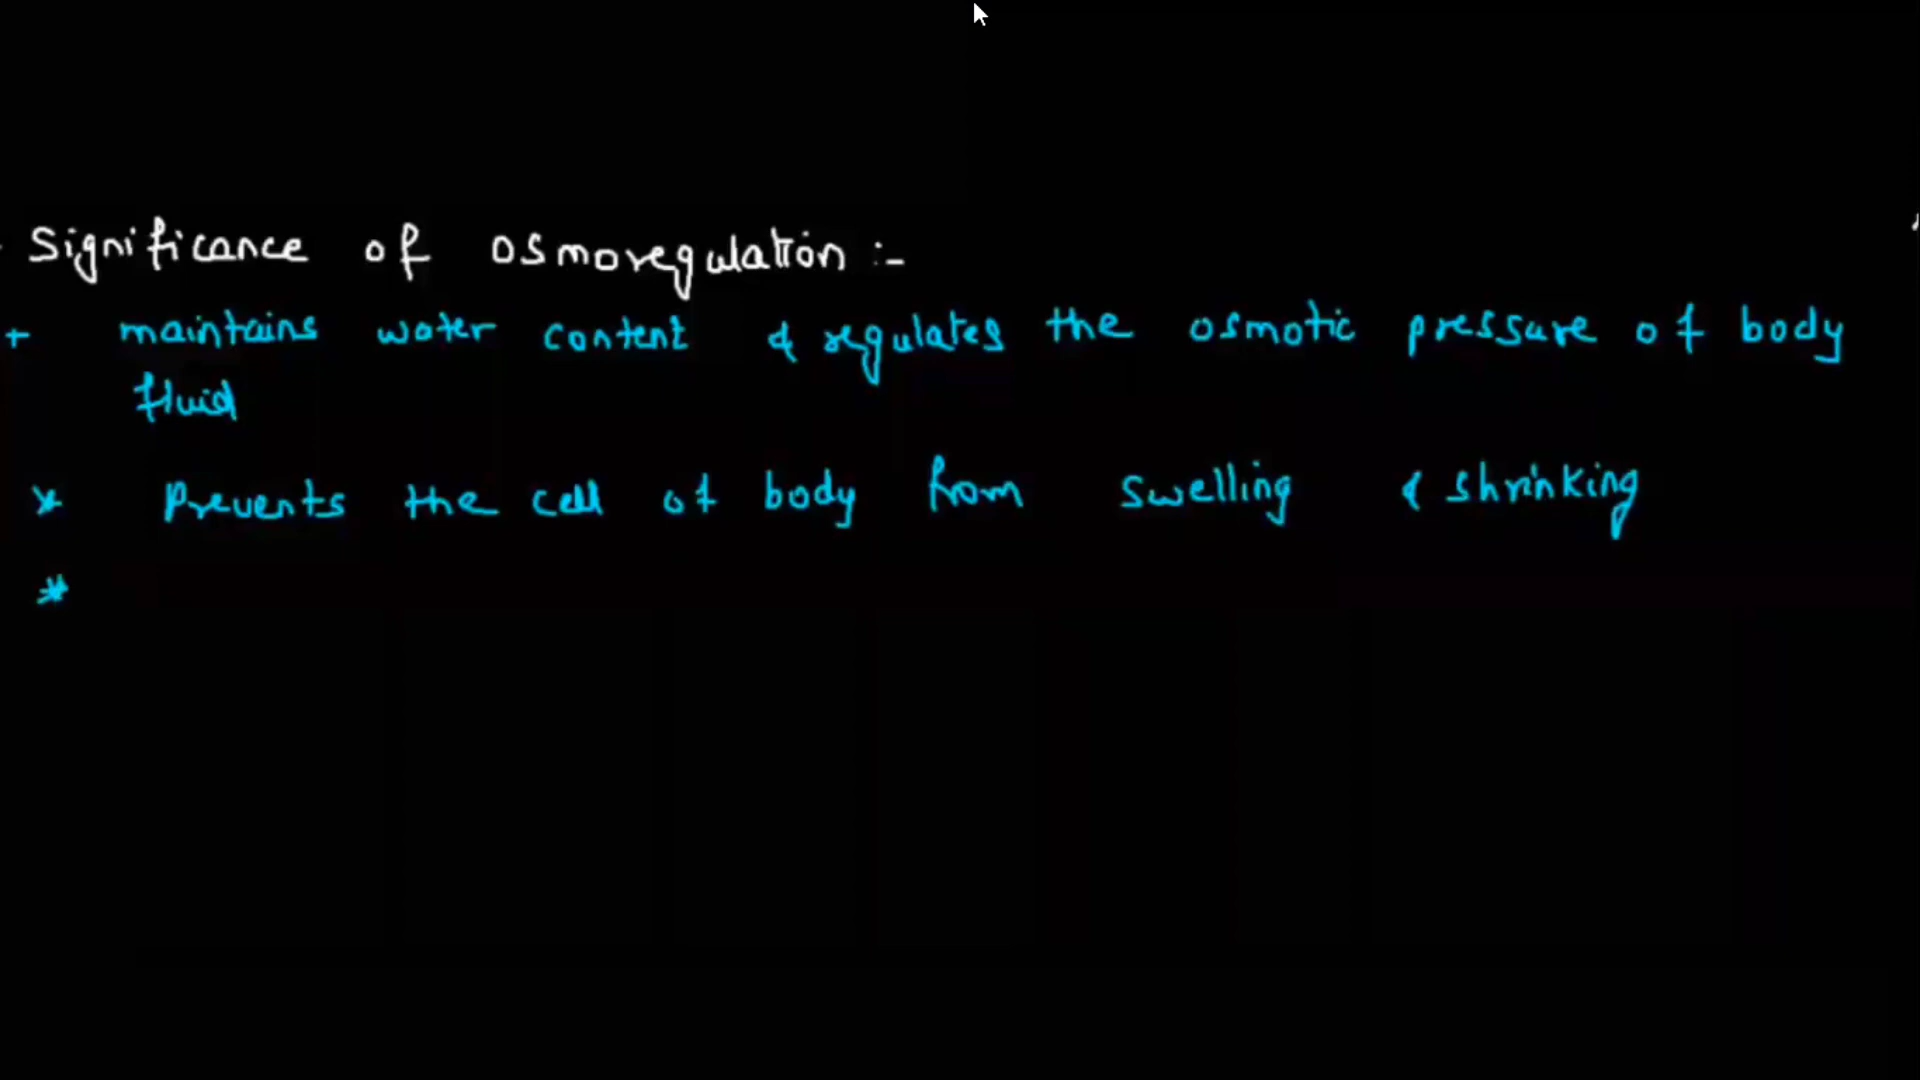 Significance of osmoregulation :-
+ maintains water content & regulates the osmotic pressure of body
fluid
* Prevents the cell of body from swelling & shrinking
*